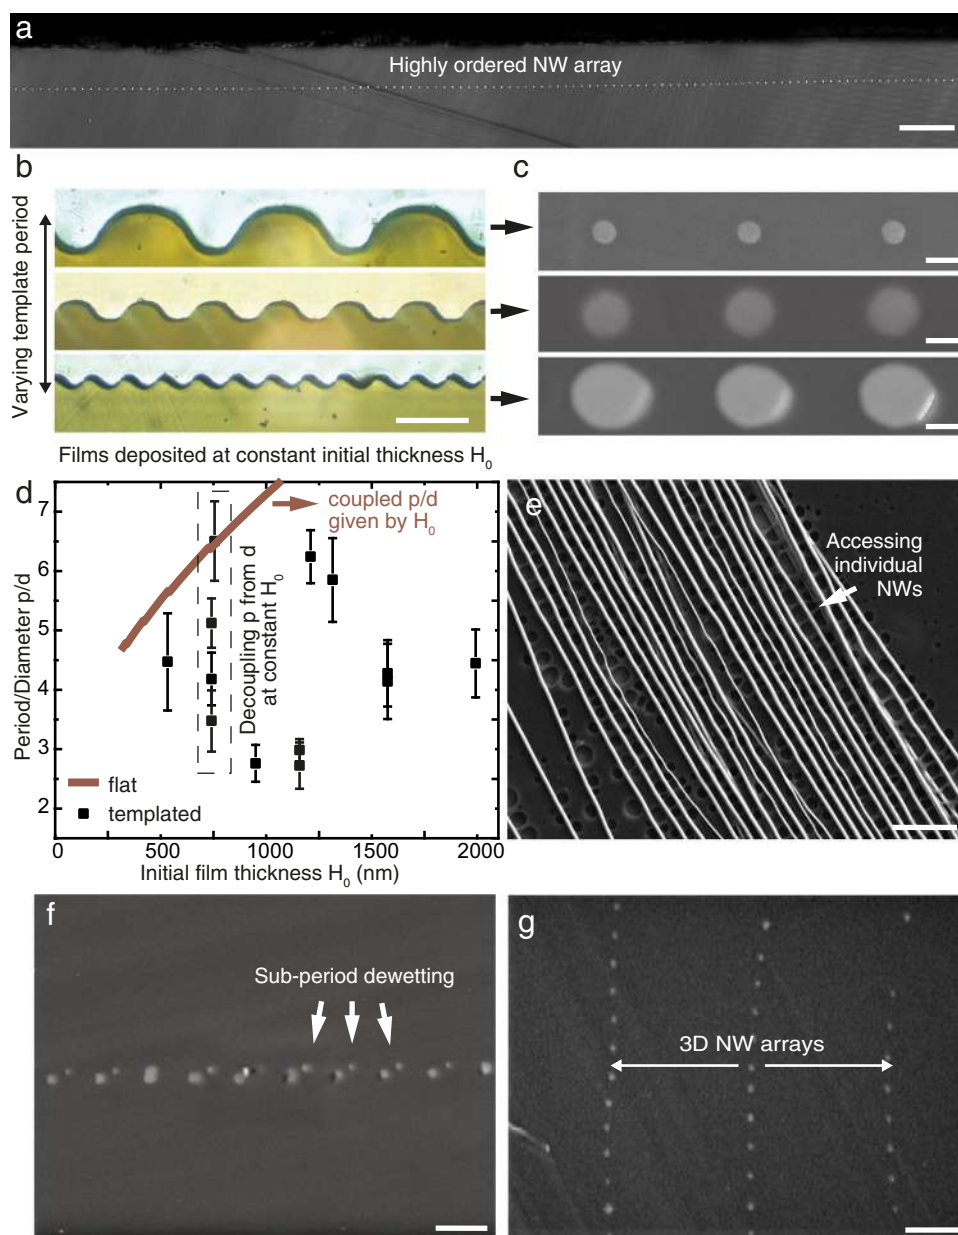 a
Highly ordered NW array
b
c
Varying template period
Films deposited at constant initial thickness H₀
d
coupled p/d
given by H₀
Decoupling p from d
at constant H₀
flat
templated
Period/Diameter p/d
7
6
5
4
3
2
0
500
1000
1500
2000
Initial film thickness H₀ (nm)
e
Accessing
individual
NWs
f
Sub-period dewetting
g
3D NW arrays